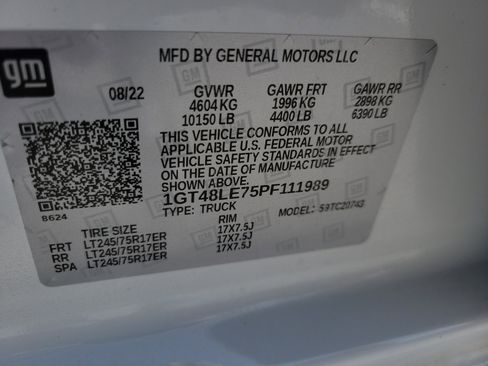 gm
MFD BY GENERAL MOTORS LLC
08/22 GVWR GAWR FRT GAWR RR
4604 KG 1996 KG 2898 KG
10150 LB 4400 LB 6390 LB
THIS VEHICLE CONFORMS TO ALL
APPLICABLE U.S. FEDERAL MOTOR
VEHICLE SAFETY STANDARDS IN EFFECT
ON THE DATE OF MANUFACTURE
SHOWN ABOVE.
1GT48LE75PF111989
8624 TYPE: TRUCK MODEL: S9TC20743
TIRE SIZE RIM
FRT LT245/75R17ER 17X7.5J
RR LT245/75R17ER 17X7.5J
SPA LT245/75R17ER 17X7.5J